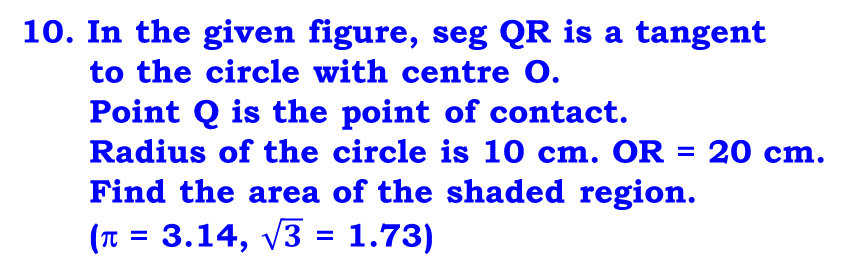 10. In the given figure, seg QR is a tangent
to the circle with centre O.
Point Q is the point of contact.
Radius of the circle is 10 cm. OR = 20 cm.
Find the area of the shaded region.
(π = 3.14, √3 = 1.73)